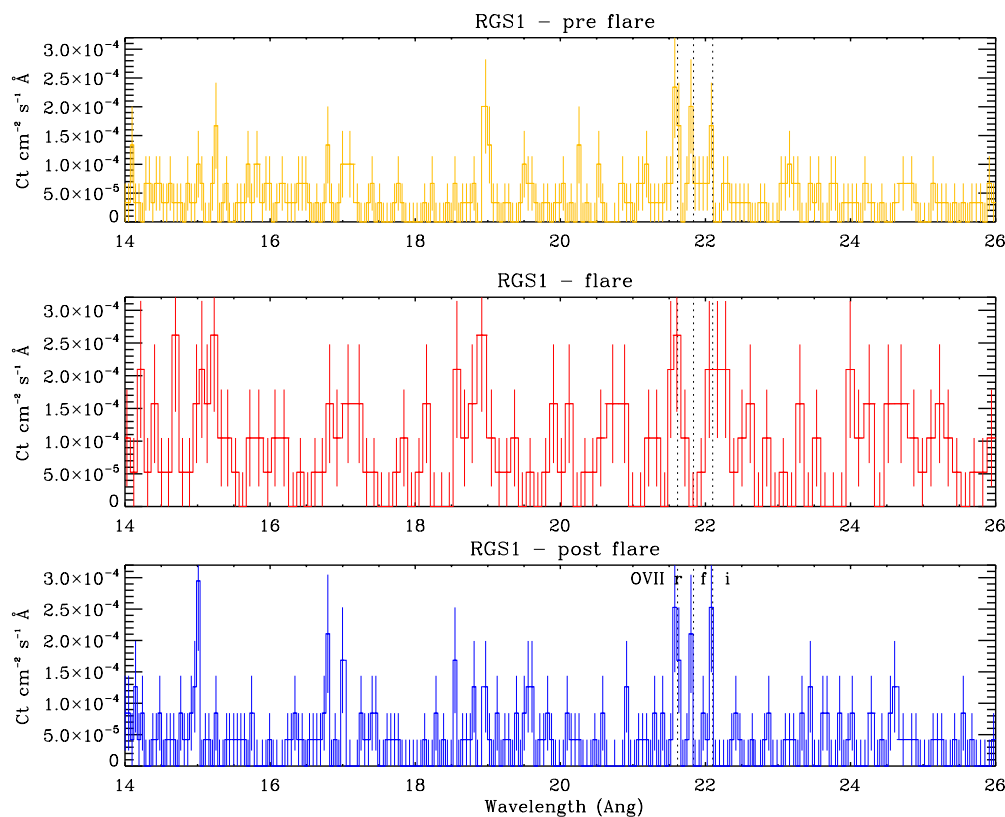 RGS1 – pre flare
3.0×10⁻⁴
2.5×10⁻⁴
2.0×10⁻⁴
1.5×10⁻⁴
1.0×10⁻⁴
5.0×10⁻⁵
0
Ct cm⁻² s⁻¹ Å
14 16 18 20 22 24 26
RGS1 – flare
3.0×10⁻⁴
2.5×10⁻⁴
2.0×10⁻⁴
1.5×10⁻⁴
1.0×10⁻⁴
5.0×10⁻⁵
0
Ct cm⁻² s⁻¹ Å
14 16 18 20 22 24 26
RGS1 – post flare
OVII r f i
3.0×10⁻⁴
2.5×10⁻⁴
2.0×10⁻⁴
1.5×10⁻⁴
1.0×10⁻⁴
5.0×10⁻⁵
0
Ct cm⁻² s⁻¹ Å
14 16 18 20 22 24 26
Wavelength (Ang)